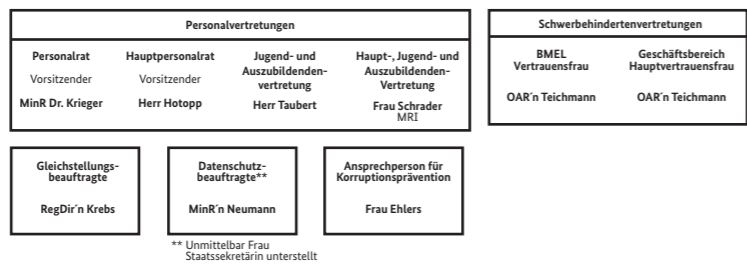 Personalvertretungen
Personalrat
Vorsitzender
MinR Dr. Krieger
Hauptpersonalrat
Vorsitzender
Herr Hotopp
Jugend- und
Auszubildenden-
vertretung
Herr Taubert
Haupt-, Jugend- und
Auszubildenden-
Vertretung
Frau Schrader
MRI
Schwerbehindertenvertretungen
BMEL
Vertrauensfrau
OAR´n Teichmann
Geschäftsbereich
Hauptvertrauensfrau
OAR´n Teichmann
Gleichstellungs-
beauftragte
RegDir´n Krebs
Datenschutz-
beauftragte**
MinR´n Neumann
Ansprechperson für
Korruptionsprävention
Frau Ehlers
** Unmittelbar Frau
Staatssekretärin unterstellt